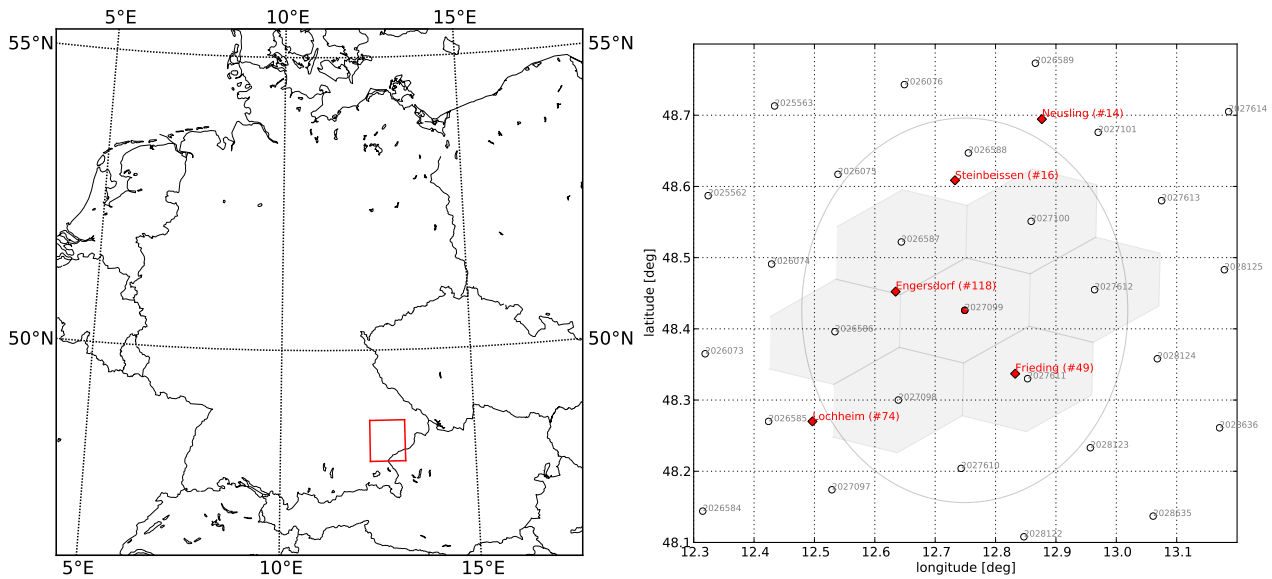 5°E 10°E 15°E
55°N 55°N
50°N 50°N
5°E 10°E 15°E
2026589
2026076
2025563
Neusling (#14)
2027614
2027101
2026588
2026075
Steinbeissen (#16)
2025562
2027613
2027100
2026587
2026074
2028125
Engersdorf (#118)
2027612
2027099
2026586
2026073
2028124
Frieding (#49)
2027611
2027098
Lochheim (#74)
2026585
2028636
2028123
2027610
2027097
2026584
2028635
2028122
48.7
48.6
48.5
48.4
48.3
48.2
48.1
latitude [deg]
12.3 12.4 12.5 12.6 12.7 12.8 12.9 13.0 13.1
longitude [deg]